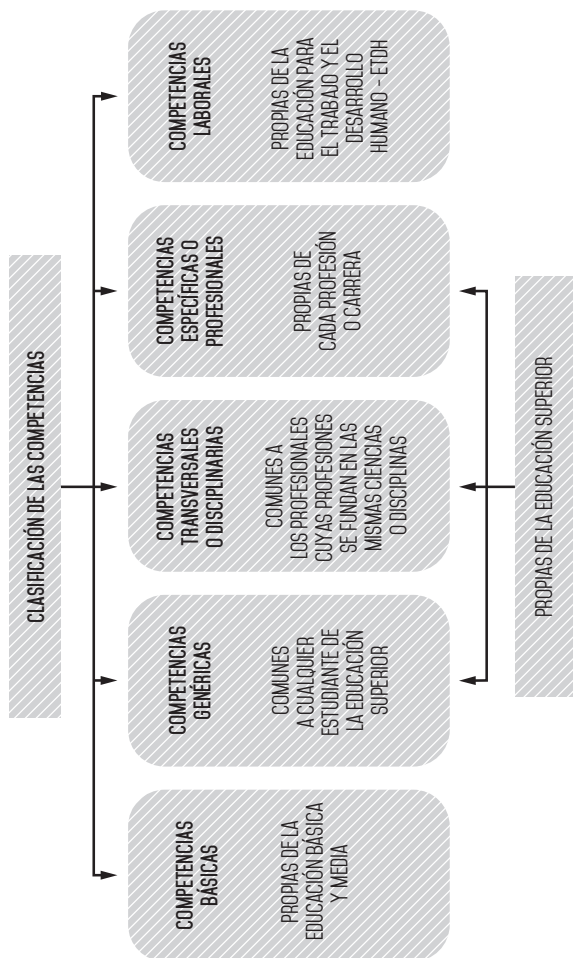 CLASIFICACIÓN DE LAS COMPETENCIAS
COMPETENCIAS
BÁSICAS
PROPIAS DE LA
EDUCACIÓN BÁSICA
Y MEDIA
COMPETENCIAS
GENÉRICAS
COMUNES
A CUALQUIER
ESTUDIANTE DE
LA EDUCACIÓN
SUPERIOR
COMPETENCIAS
TRANSVERSALES
O DISCIPLINARIAS
COMUNES A
LOS PROFESIONALES
CUYAS PROFESIONES
SE FUNDAN EN LAS
MISMAS CIENCIAS
O DISCIPLINAS
COMPETENCIAS
ESPECÍFICAS O
PROFESIONALES
PROPIAS DE
CADA PROFESIÓN
O CARRERA
COMPETENCIAS
LABORALES
PROPIAS DE LA
EDUCACIÓN PARA
EL TRABAJO Y EL
DESARROLLO
HUMANO - ETDH
PROPIAS DE LA EDUCACIÓN SUPERIOR